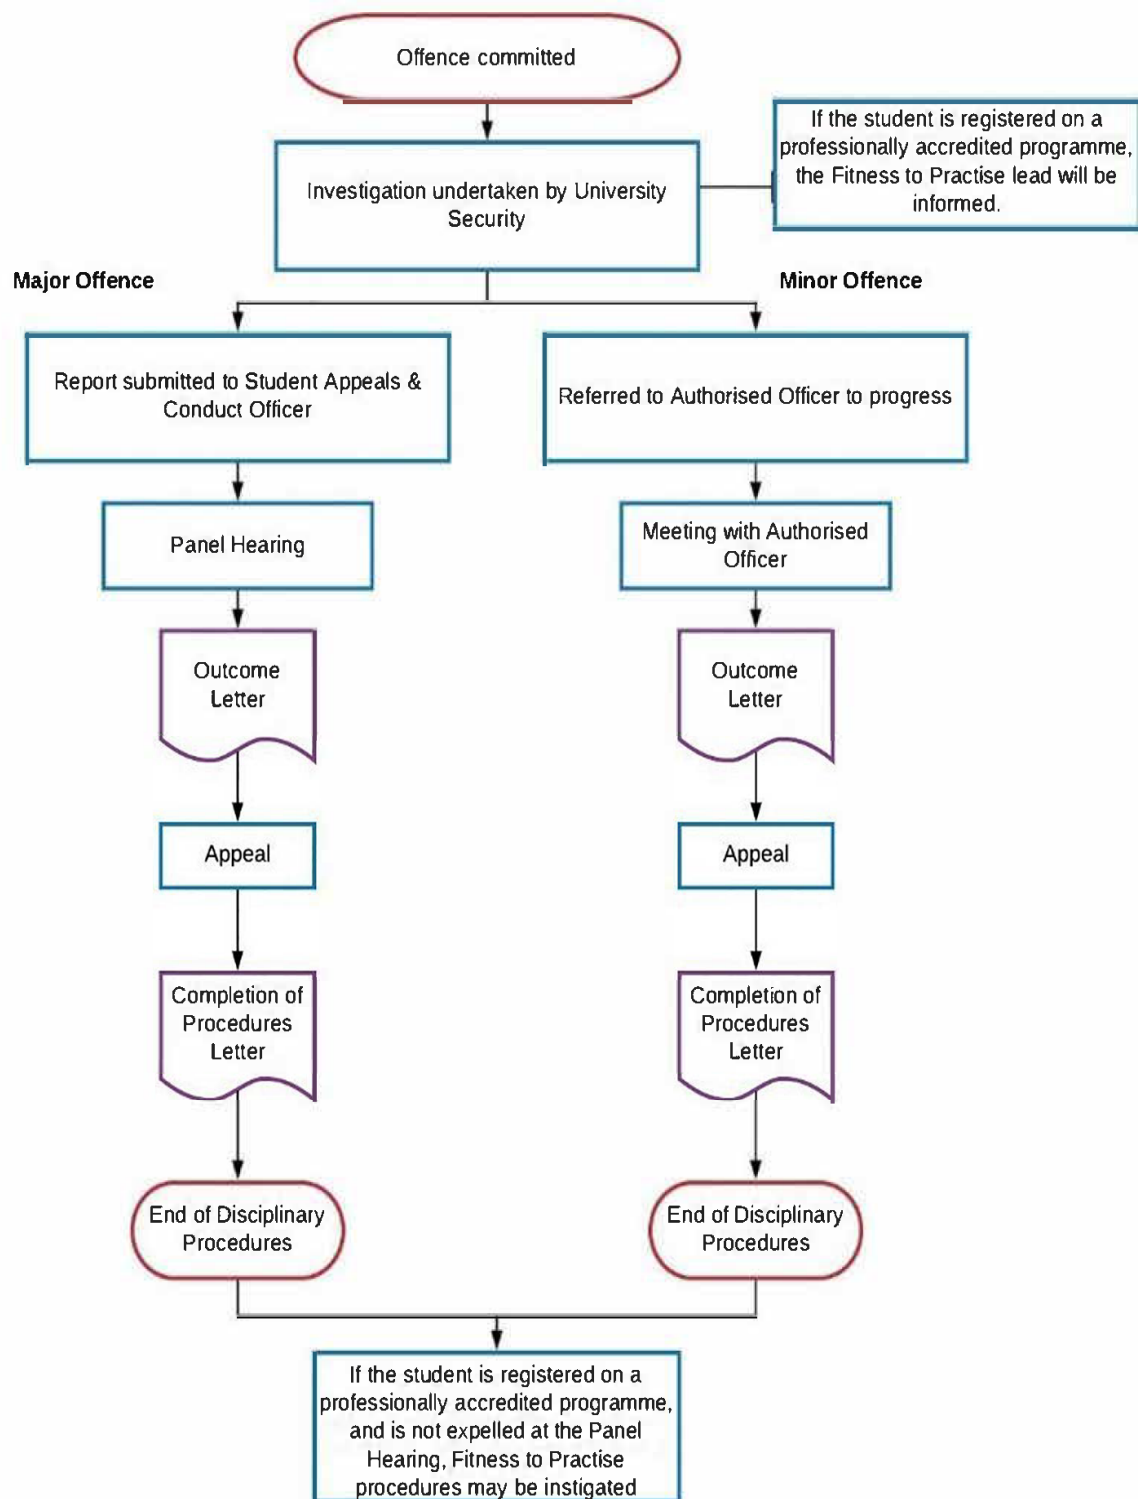 Offence committed
If the student is registered on a
professionally accredited programme,
the Fitness to Practise lead will be
informed.
Investigation undertaken by University
Security
Major Offence
Minor Offence
Report submitted to Student Appeals &
Conduct Officer
Referred to Authorised Officer to progress
Panel Hearing
Meeting with Authorised
Officer
Outcome
Letter
Outcome
Letter
Appeal
Appeal
Completion of
Procedures
Letter
Completion of
Procedures
Letter
End of Disciplinary
Procedures
End of Disciplinary
Procedures
If the student is registered on a
professionally accredited programme,
and is not expelled at the Panel
Hearing, Fitness to Practise
procedures may be instigated